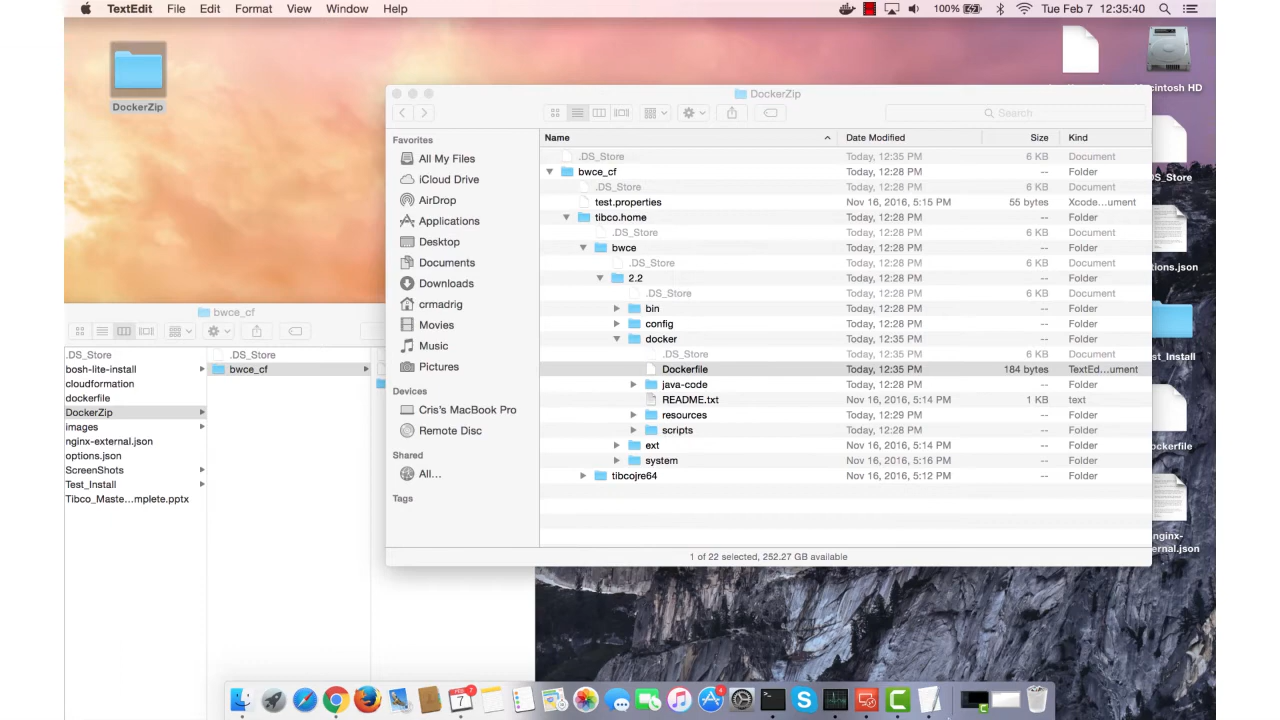 TextEdit File Edit Format View Window Help 100% Tue Feb 7 12:35:40
DockerZip
Macintosh HD
DS_Store
tions.json
st_Install
ockerfile
nginx-
ernal.json
DockerZip
Search
Favorites
All My Files
iCloud Drive
AirDrop
Applications
Desktop
Documents
Downloads
crmadrig
Movies
Music
Pictures
Devices
Cris's MacBook Pro
Remote Disc
Shared
All...
Tags
Name Date Modified Size Kind
.DS_Store Today, 12:35 PM 6 KB Document
bwce_cf Today, 12:28 PM -- Folder
.DS_Store Today, 12:28 PM 6 KB Document
test.properties Nov 16, 2016, 5:15 PM 55 bytes Xcode...ument
tibco.home Today, 12:28 PM -- Folder
.DS_Store Today, 12:28 PM 6 KB Document
bwce Today, 12:28 PM -- Folder
.DS_Store Today, 12:28 PM 6 KB Document
2.2 Today, 12:28 PM -- Folder
.DS_Store Today, 12:28 PM 6 KB Document
bin Today, 12:28 PM -- Folder
config Today, 12:28 PM -- Folder
docker Today, 12:35 PM -- Folder
.DS_Store Today, 12:35 PM 6 KB Document
Dockerfile Today, 12:35 PM 184 bytes TextEd...ument
java-code Today, 12:28 PM -- Folder
README.txt Nov 16, 2016, 5:14 PM 1 KB text
resources Today, 12:29 PM -- Folder
scripts Today, 12:28 PM -- Folder
ext Nov 16, 2016, 5:14 PM -- Folder
system Nov 16, 2016, 5:16 PM -- Folder
tibcojre64 Nov 16, 2016, 5:12 PM -- Folder
1 of 22 selected, 252.27 GB available
bwce_cf
.DS_Store
bosh-lite-install
cloudformation
dockerfile
DockerZip
images
nginx-external.json
options.json
ScreenShots
Test_Install
Tibco_Maste...mplete.pptx
.DS_Store
bwce_cf